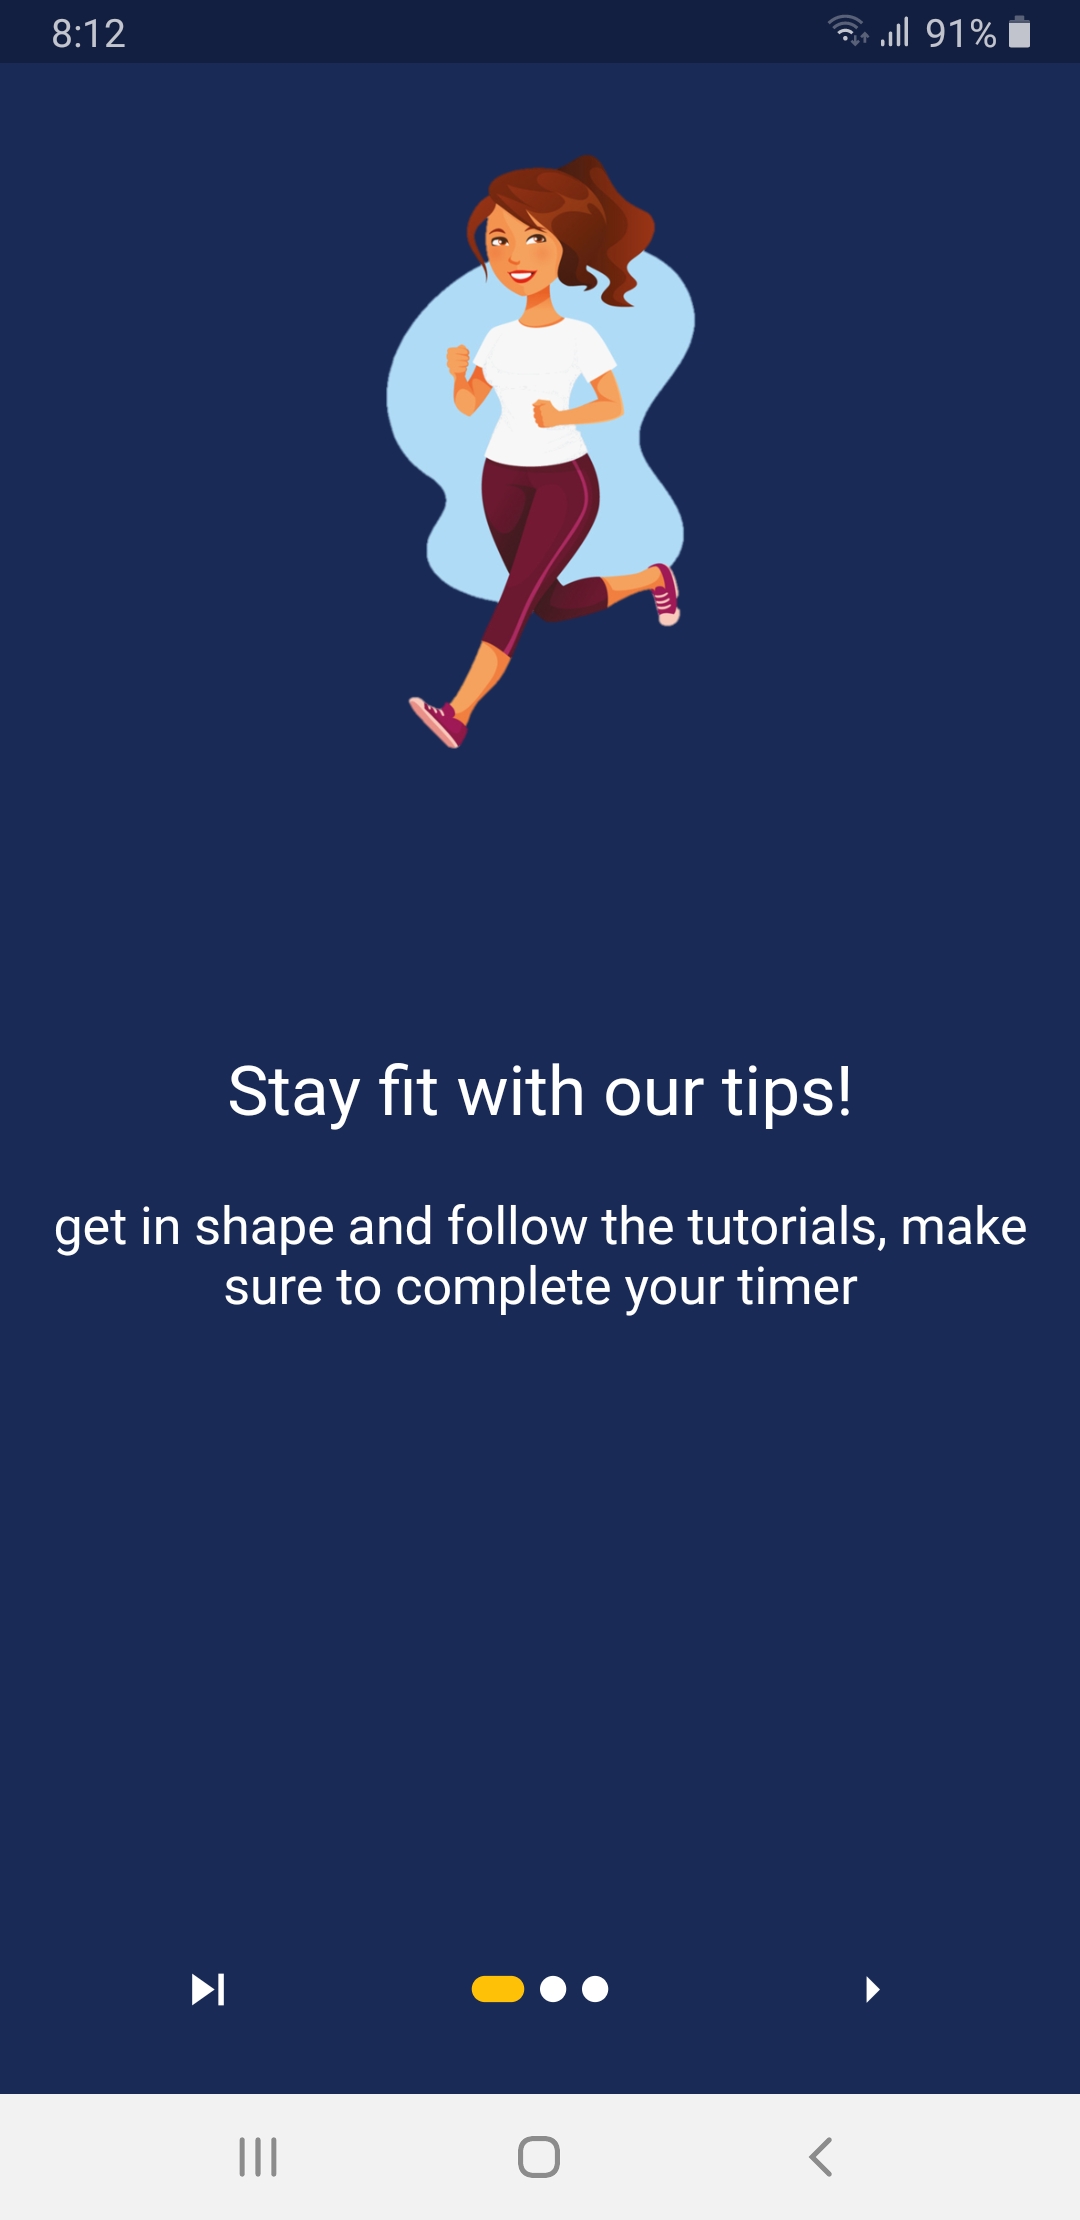 8:12
91%
Stay fit with our tips!
get in shape and follow the tutorials, make
sure to complete your timer